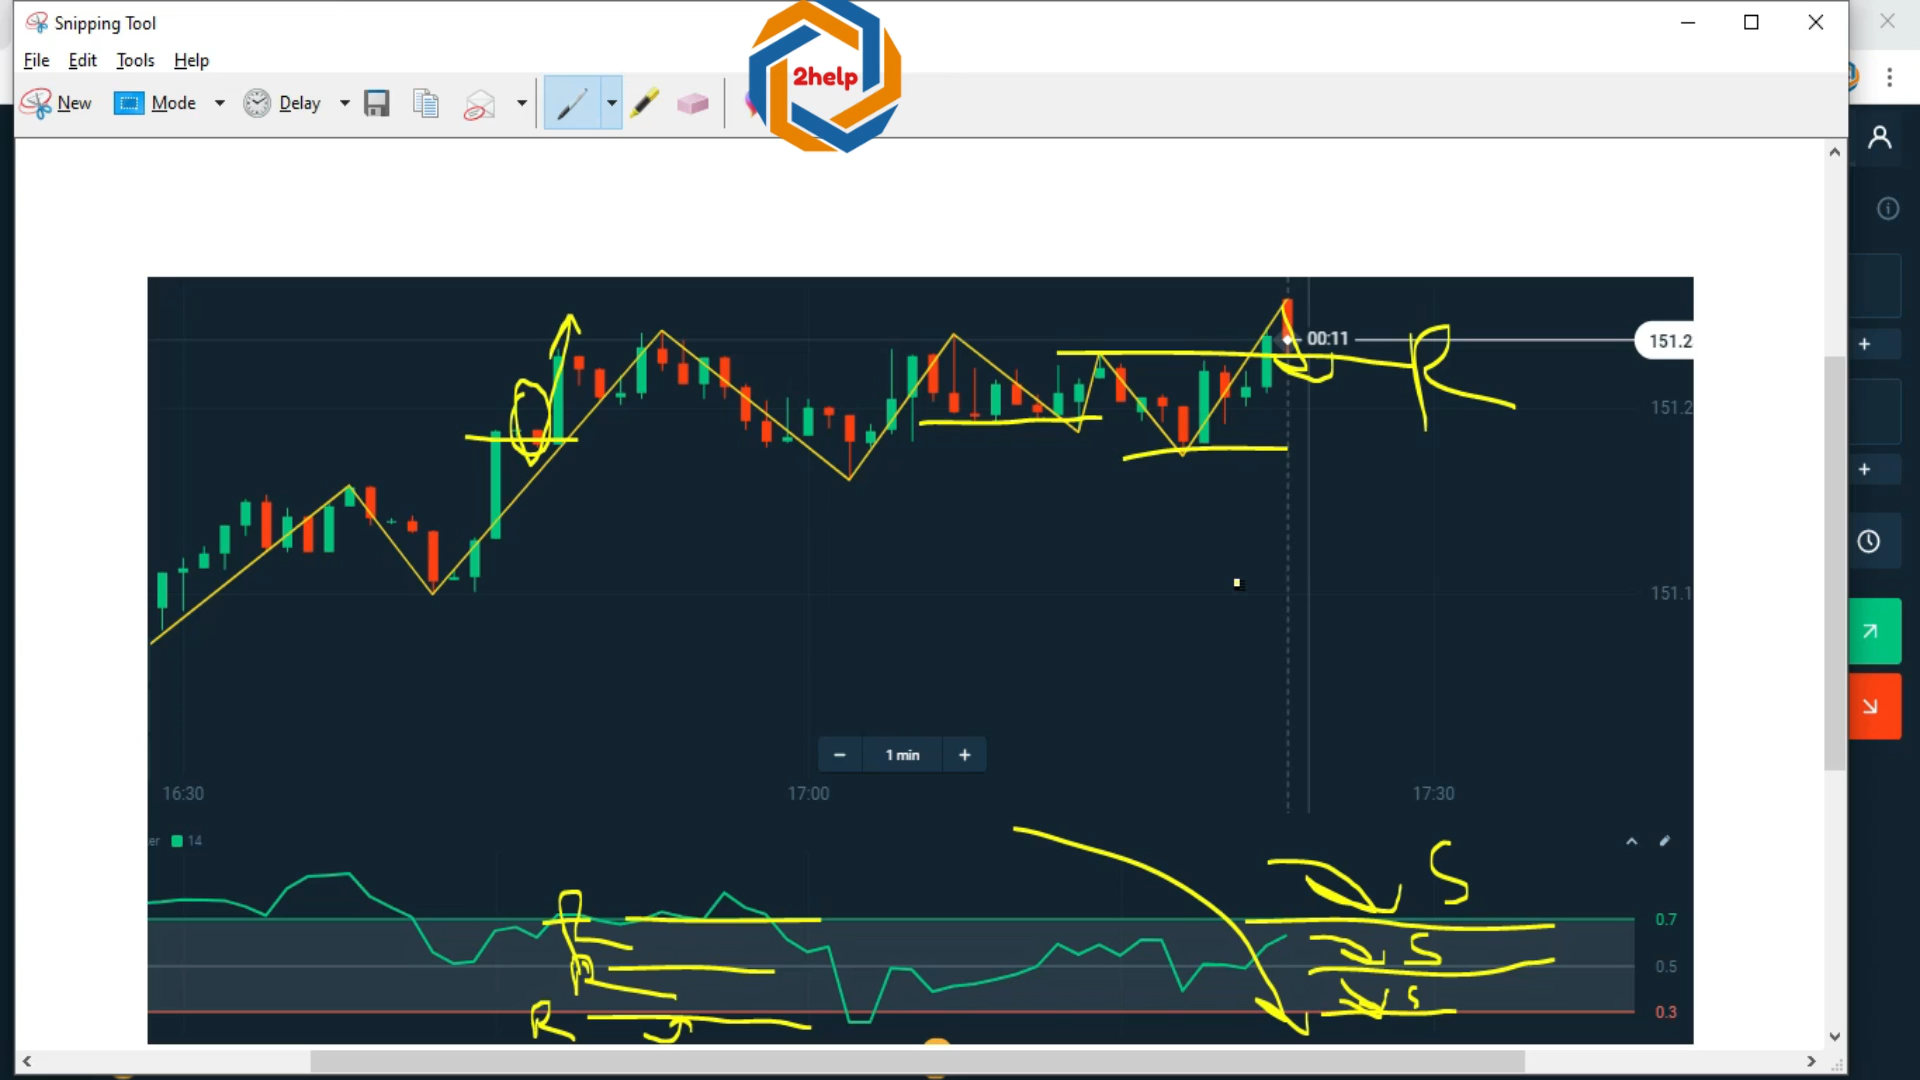 Snipping Tool
File Edit Tools Help
New Mode Delay
2help
00:11
151.2
R
151.2
151.1
− 1 min +
16:30 17:00 17:30
er 14
S
R
0.7
S
R
0.5
S
R
0.3